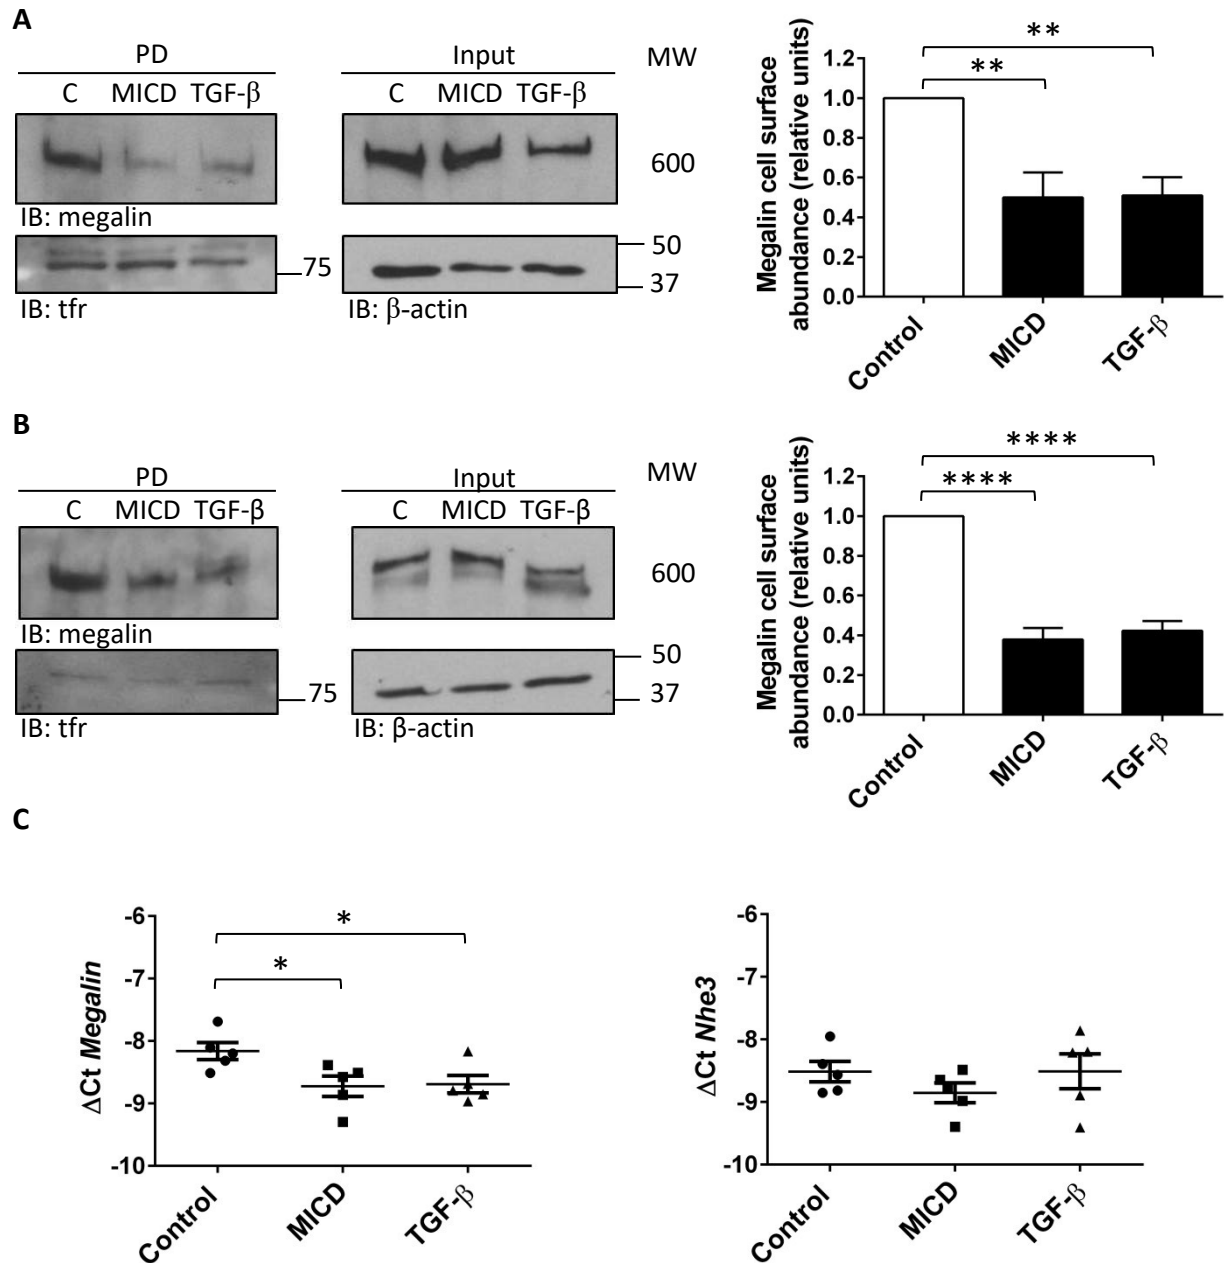 A
PD Input MW
C MICD TGF-β C MICD TGF-β
600
IB: megalin
50
75
37
IB: tfr IB: β-actin
Megalin cell surface
abundance (relative units)
1.2
1.0
0.8
0.6
0.4
0.2
0.0
** 
**
Control MICD TGF-β
B
PD Input MW
C MICD TGF-β C MICD TGF-β
600
IB: megalin
50
75
37
IB: tfr IB: β-actin
Megalin cell surface
abundance (relative units)
1.2
1.0
0.8
0.6
0.4
0.2
0.0
****
****
Control MICD TGF-β
C
ΔCt Megalin
-6
-7
-8
-9
-10
*
*
Control MICD TGF-β
ΔCt Nhe3
-6
-7
-8
-9
-10
Control MICD TGF-β